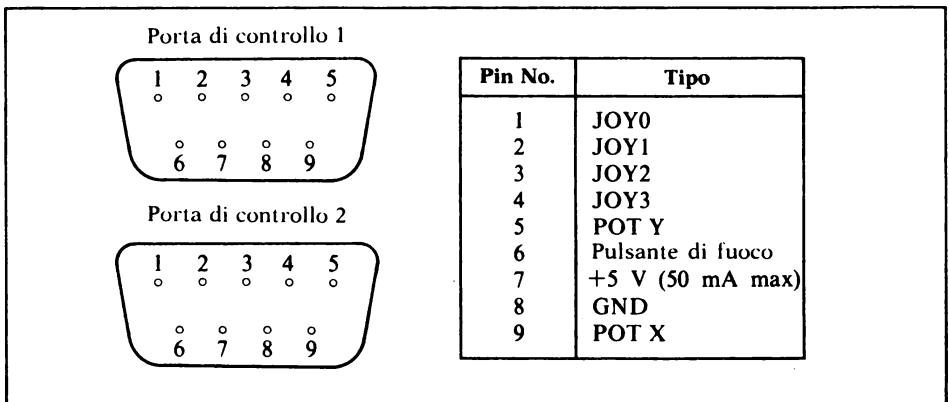 Porta di controllo 1
1 2 3 4 5
6 7 8 9
Porta di controllo 2
1 2 3 4 5
6 7 8 9
Pin No. Tipo
1 JOY0
2 JOY1
3 JOY2
4 JOY3
5 POT Y
6 Pulsante di fuoco
7 +5 V (50 mA max)
8 GND
9 POT X